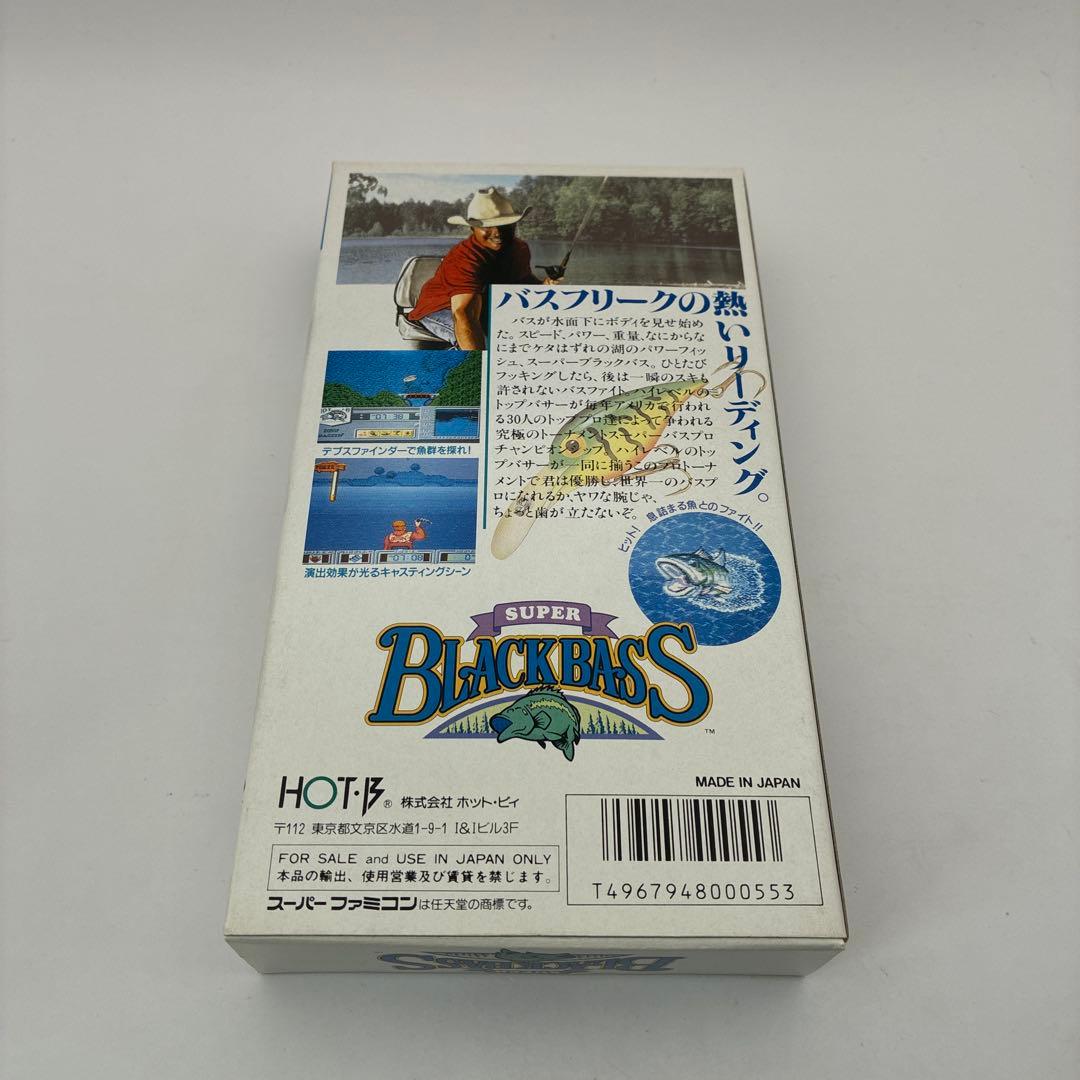 バスフリークの熱いリーディング。
バスが水面下にボディを見せ始め
た。スピード、パワー、重量、なにからな
にまでケタはずれの湖のパワーフィッ
シュ、スーパーブラックバス。ひとたび
フッキングしたら、後は一瞬のスキも
許されないバスファイト。ハイレベルの
トップバサーが毎年アメリカで行われ
る30人のトッププロ達によって争われる
究極のトーナメントスーパーバスプロ
チャンピオンシップ。ハイレベルのトッ
プバサーが一同に揃うこのプロトーナ
メントで君は優勝し、世界一のバスプ
ロになれるか、ヤワな腕じゃ、
ちょっと歯が立たないぞ。
テプスファインダーで魚群を探れ!
演出効果が光るキャスティングシーン
ヒット! 息詰まる魚とのファイト!!
SUPER
BLACKBASS
TM
HOT・B® 株式会社 ホット・ビィ
〒112 東京都文京区水道1-9-1 I&Iビル3F
FOR SALE and USE IN JAPAN ONLY
本品の輸出、使用営業及び賃貸を禁じます。
スーパーファミコンは任天堂の商標です。
MADE IN JAPAN
T4967948000553